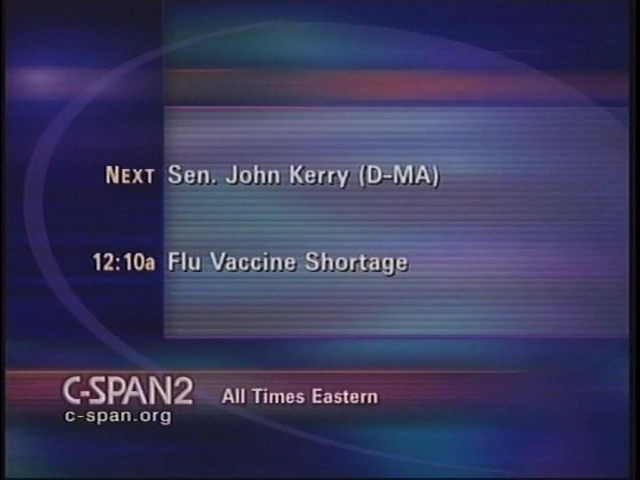 NEXT Sen. John Kerry (D-MA)
12:10a Flu Vaccine Shortage
C-SPAN2 All Times Eastern
c-span.org